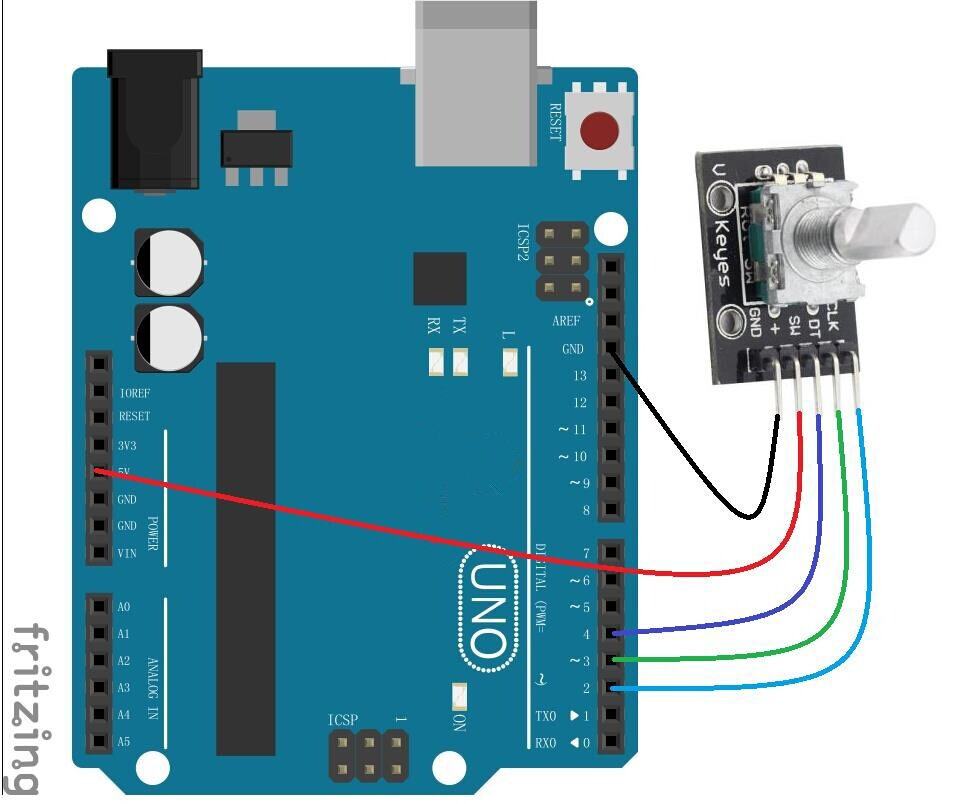 RESET
ICSP2
V
Keyes
GND
+
SW
DT
CLK
RX
TX
L
AREF
GND
13
12
~ 11
~ 10
~ 9
8
7
~ 6
~ 5
4
~ 3
2
TX0 ▶ 1
RX0 ◀ 0
DIGITAL (PWM= ~)
IOREF
RESET
3V3
5V
GND
GND
VIN
POWER
A0
A1
A2
A3
A4
A5
ANALOG IN
UNO
ON
ICSP
1
fritzing